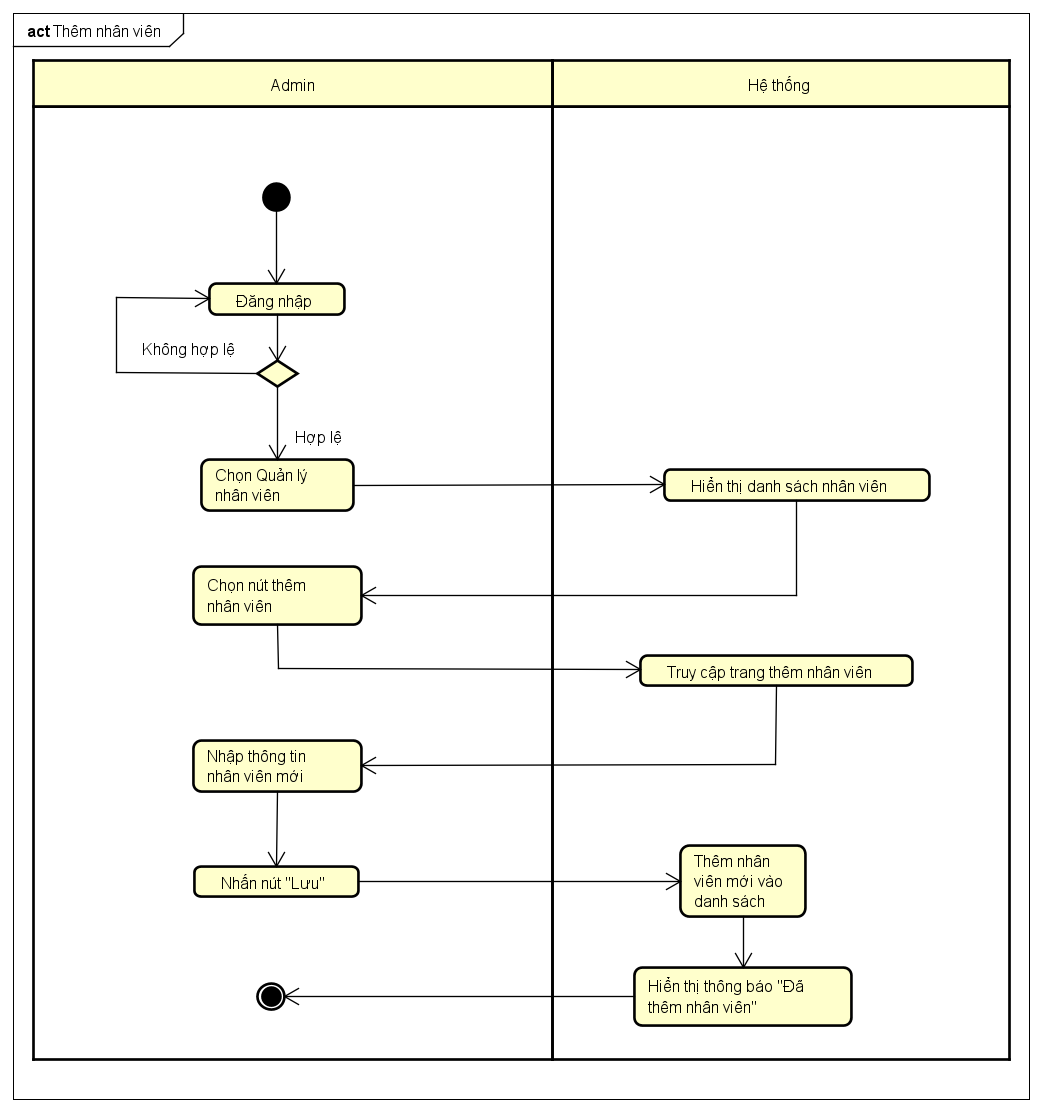 act Thêm nhân viên
Admin
Hệ thống
Đăng nhập
Không hợp lệ
Hợp lệ
Chọn Quản lý
nhân viên
Hiển thị danh sách nhân viên
Chọn nút thêm
nhân viên
Truy cập trang thêm nhân viên
Nhập thông tin
nhân viên mới
Nhấn nút "Lưu"
Thêm nhân
viên mới vào
danh sách
Hiển thị thông báo "Đã
thêm nhân viên"